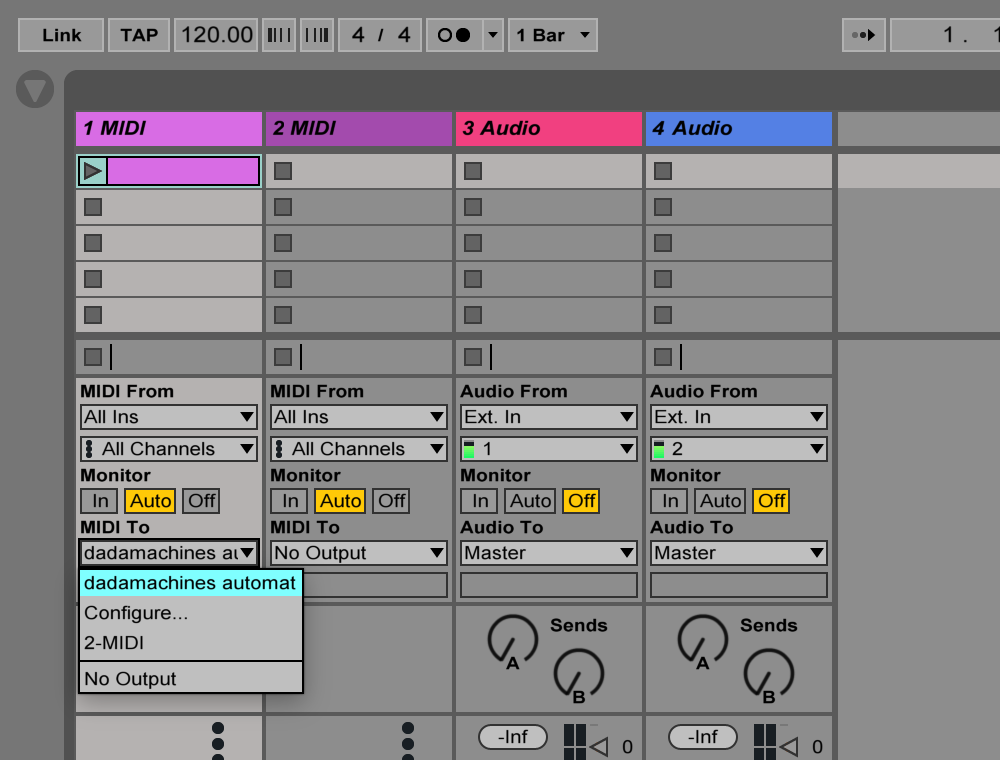 Link TAP 120.00 4 / 4 1 Bar 1 . 1
1 MIDI 2 MIDI 3 Audio 4 Audio
MIDI From MIDI From Audio From Audio From
All Ins All Ins Ext. In Ext. In
All Channels All Channels 1 2
Monitor Monitor Monitor Monitor
In Auto Off In Auto Off In Auto Off In Auto Off
MIDI To MIDI To Audio To Audio To
dadamachines au No Output Master Master
dadamachines automat
Configure...
2-MIDI
No Output
Sends Sends
A A
B B
-Inf 0 -Inf 0